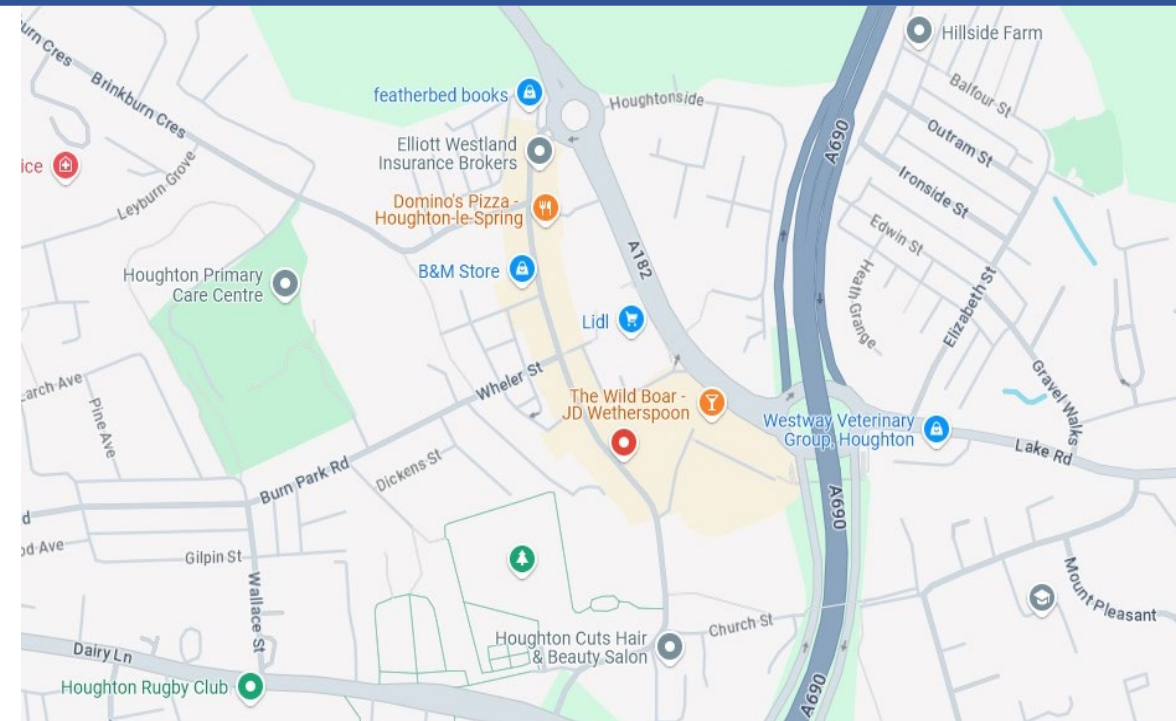 urn Cres
Brinkburn Cres
Hillside Farm
featherbed books
Houghtonside
Balfour St
Elliott Westland
Insurance Brokers
A690
Outram St
ice
Leyburn Grove
Ironside St
Domino's Pizza -
Houghton-le-Spring
Edwin St
A182
B&M Store
Houghton Primary
Care Centre
Heath Grange
Elizabeth St
Lidl
Wheler St
arch Ave
Pine Ave
The Wild Boar -
JD Wetherspoon
Gravel Walks
Westway Veterinary
Group, Houghton
Lake Rd
Burn Park Rd
Dickens St
A690
d
od Ave
Gilpin St
Wallace St
Mount Pleasant
Church St
Houghton Cuts Hair
& Beauty Salon
Dairy Ln
Houghton Rugby Club
A690